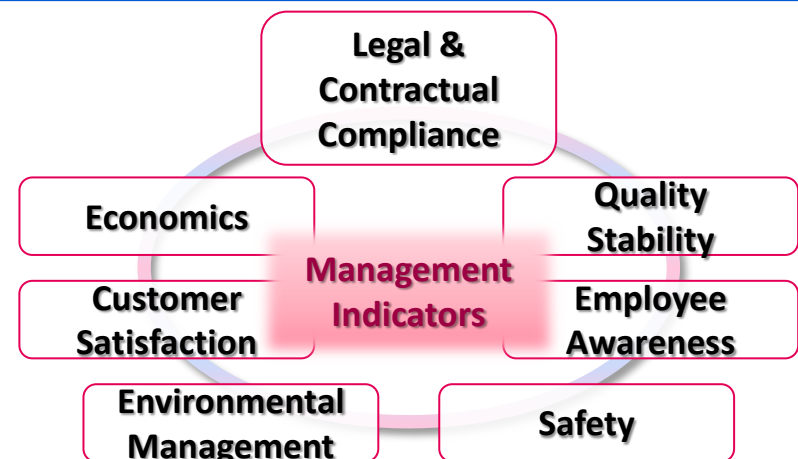 Legal &
Contractual
Compliance
Economics
Quality
Stability
Management
Indicators
Customer
Satisfaction
Employee
Awareness
Environmental
Management
Safety